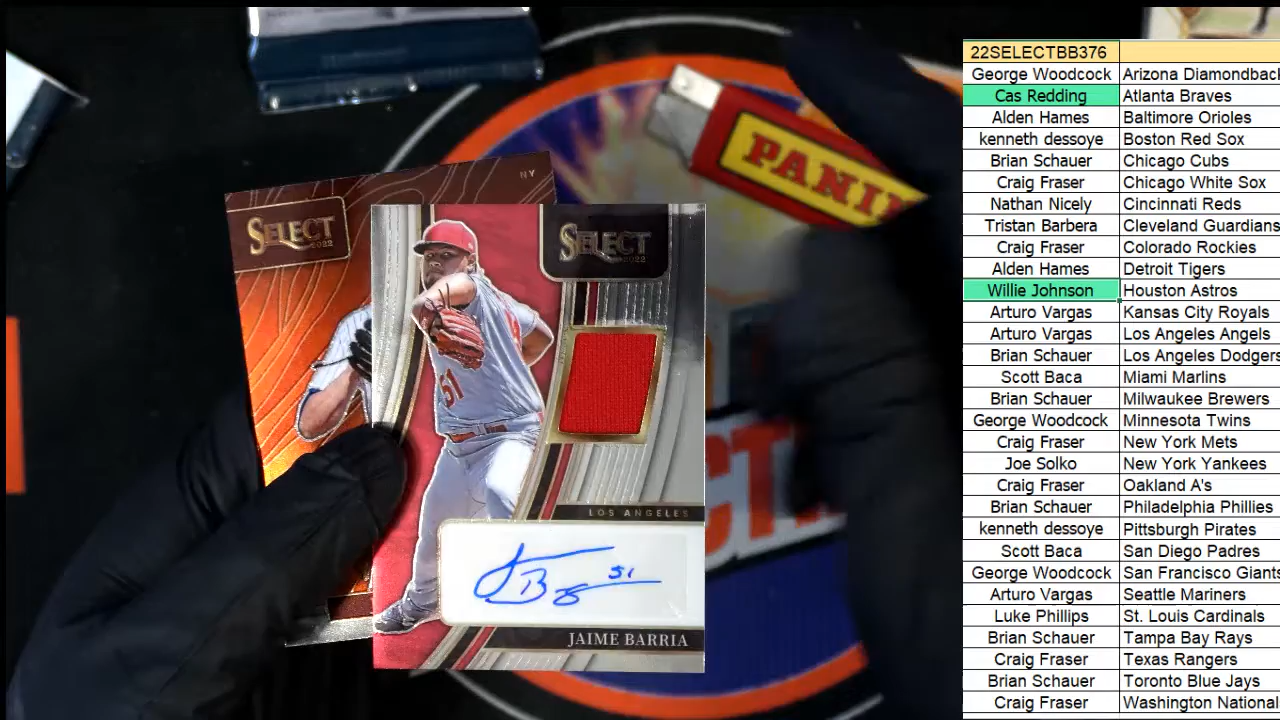 NY
SELECT
2022
SELECT
2022
51
LOS ANGELES
51
JAIME BARRIA
PANINI
22SELECTBB376
George Woodcock Arizona Diamondback
Cas Redding Atlanta Braves
Alden Hames Baltimore Orioles
kenneth dessoye Boston Red Sox
Brian Schauer Chicago Cubs
Craig Fraser Chicago White Sox
Nathan Nicely Cincinnati Reds
Tristan Barbera Cleveland Guardians
Craig Fraser Colorado Rockies
Alden Hames Detroit Tigers
Willie Johnson Houston Astros
Arturo Vargas Kansas City Royals
Arturo Vargas Los Angeles Angels
Brian Schauer Los Angeles Dodgers
Scott Baca Miami Marlins
Brian Schauer Milwaukee Brewers
George Woodcock Minnesota Twins
Craig Fraser New York Mets
Joe Solko New York Yankees
Craig Fraser Oakland A's
Brian Schauer Philadelphia Phillies
kenneth dessoye Pittsburgh Pirates
Scott Baca San Diego Padres
George Woodcock San Francisco Giants
Arturo Vargas Seattle Mariners
Luke Phillips St. Louis Cardinals
Brian Schauer Tampa Bay Rays
Craig Fraser Texas Rangers
Brian Schauer Toronto Blue Jays
Craig Fraser Washington National